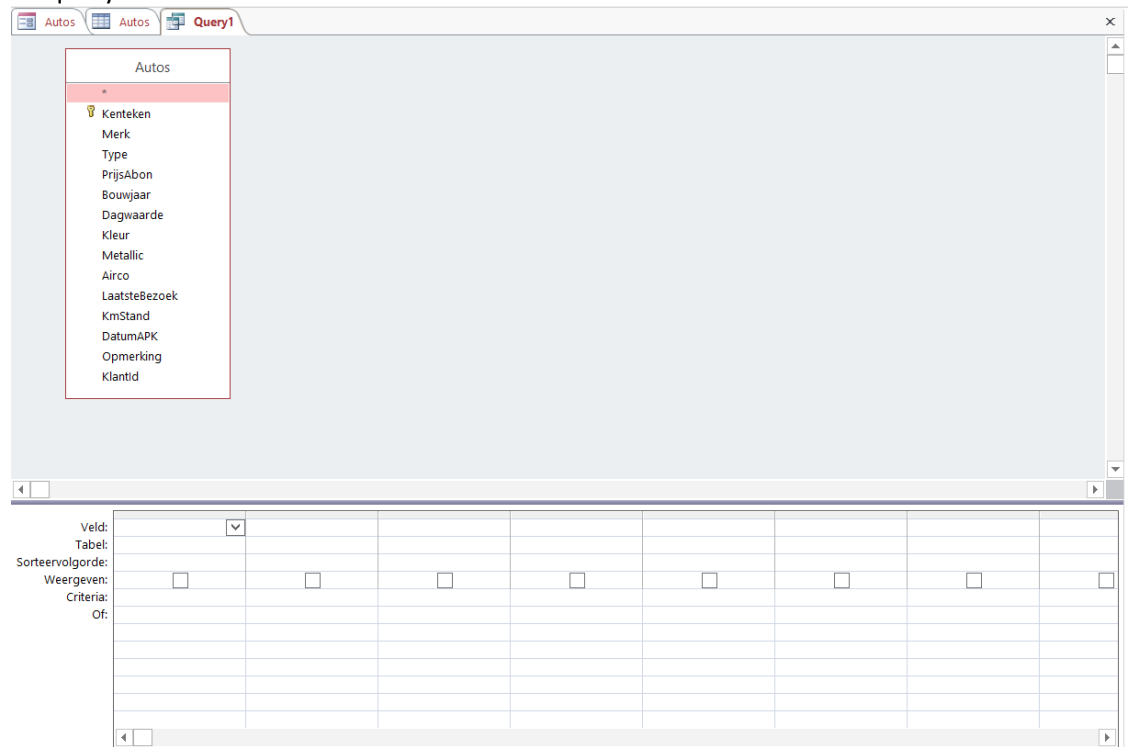 Autos Autos Query1
Autos
*
Kenteken
Merk
Type
PrijsAbon
Bouwjaar
Dagwaarde
Kleur
Metallic
Airco
LaatsteBezoek
KmStand
DatumAPK
Opmerking
KlantId
Veld:
Tabel:
Sorteervolgorde:
Weergeven:
Criteria:
Of: